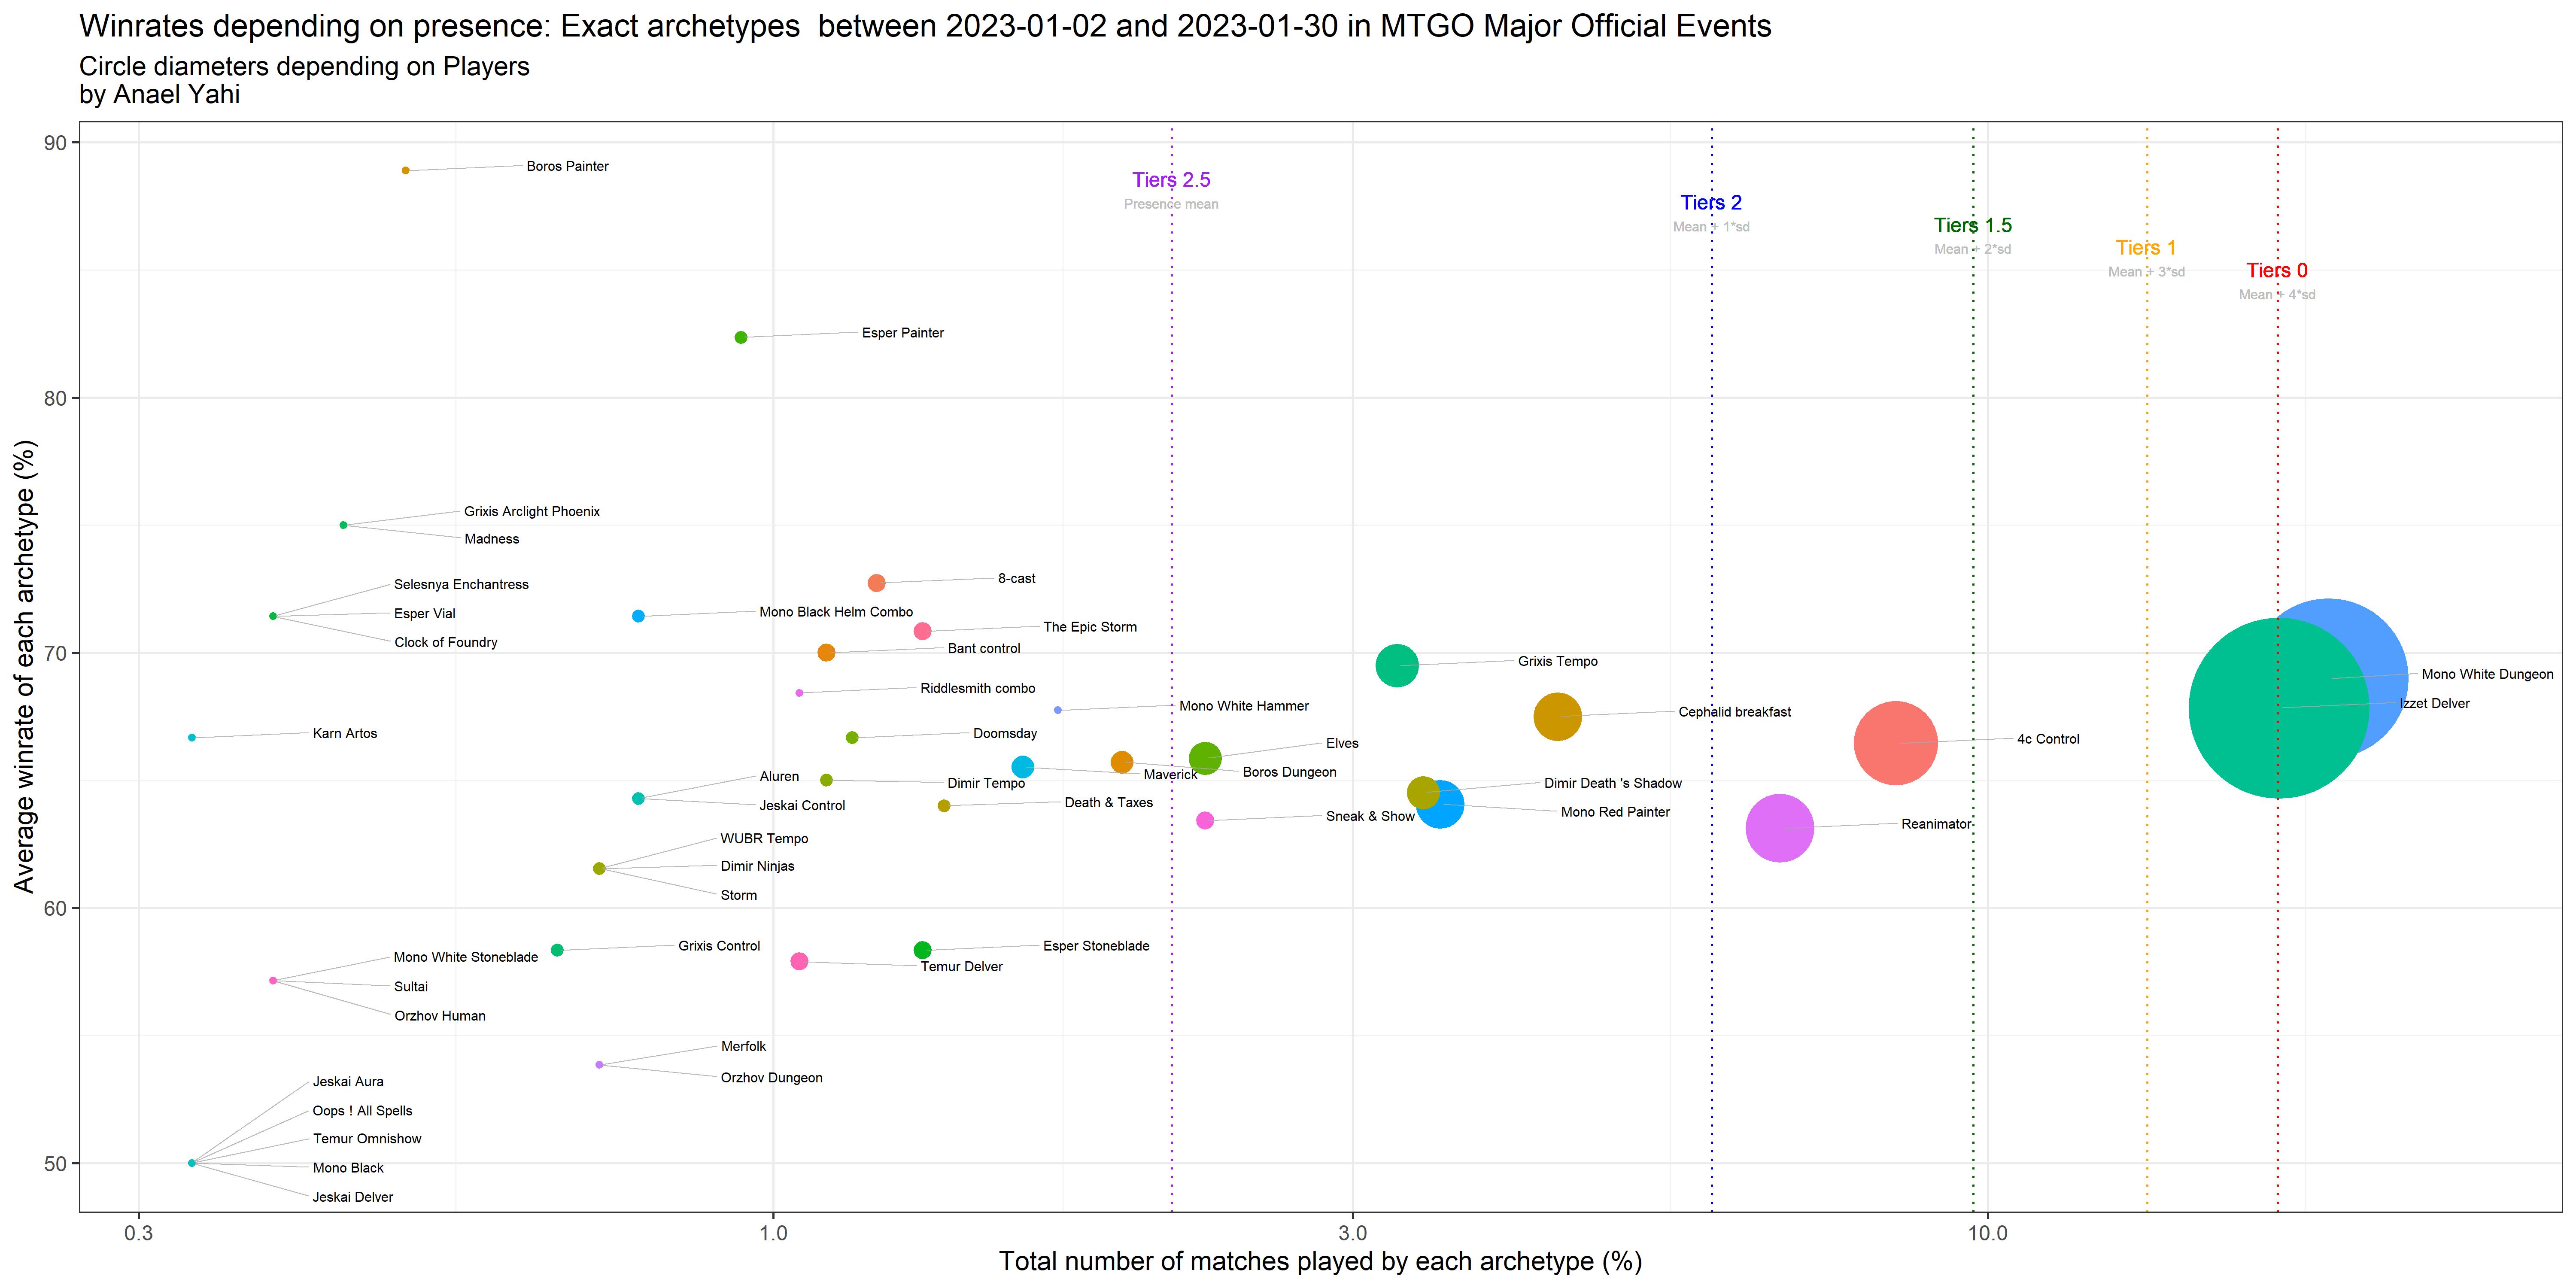 Winrates depending on presence: Exact archetypes  between 2023-01-02 and 2023-01-30 in MTGO Major Official Events
Circle diameters depending on Players
by Anael Yahi
Average winrate of each archetype (%)
90
80
70
60
50
Boros Painter
Tiers 2.5
Presence mean
Tiers 2
Mean + 1*sd
Tiers 1.5
Mean + 2*sd
Tiers 1
Mean + 3*sd
Tiers 0
Mean + 4*sd
Esper Painter
Grixis Arclight Phoenix
Madness
Selesnya Enchantress
Esper Vial
Clock of Foundry
8-cast
Mono Black Helm Combo
The Epic Storm
Bant control
Grixis Tempo
Mono White Dungeon
Riddlesmith combo
Izzet Delver
Mono White Hammer
Cephalid breakfast
Karn Artos
Doomsday
4c Control
Elves
Boros Dungeon
Maverick
Aluren
Dimir Tempo
Dimir Death 's Shadow
Jeskai Control
Death & Taxes
Mono Red Painter
Sneak & Show
Reanimator
WUBR Tempo
Dimir Ninjas
Storm
Grixis Control
Esper Stoneblade
Mono White Stoneblade
Temur Delver
Sultai
Orzhov Human
Merfolk
Orzhov Dungeon
Jeskai Aura
Oops ! All Spells
Temur Omnishow
Mono Black
Jeskai Delver
0.3
1.0
3.0
10.0
Total number of matches played by each archetype (%)